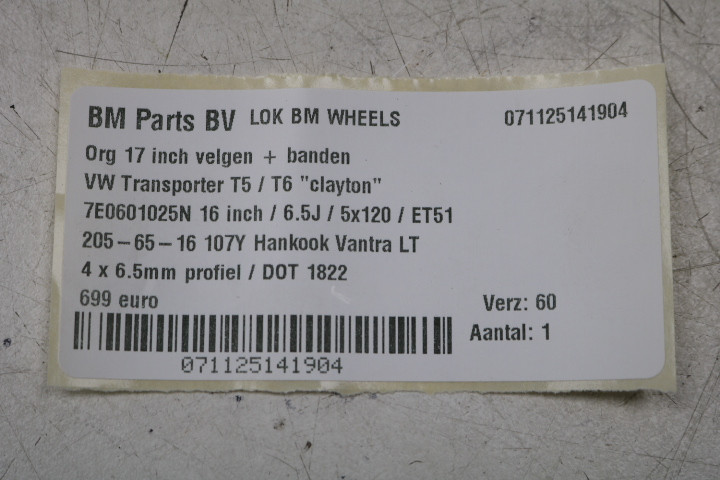 BM Parts BV LOK BM WHEELS 071125141904
Org 17 inch velgen + banden
VW Transporter T5 / T6 "clayton"
7E0601025N 16 inch / 6.5J / 5x120 / ET51
205-65-16 107Y Hankook Vantra LT
4 x 6.5mm profiel / DOT 1822
699 euro Verz: 60
Aantal: 1
071125141904